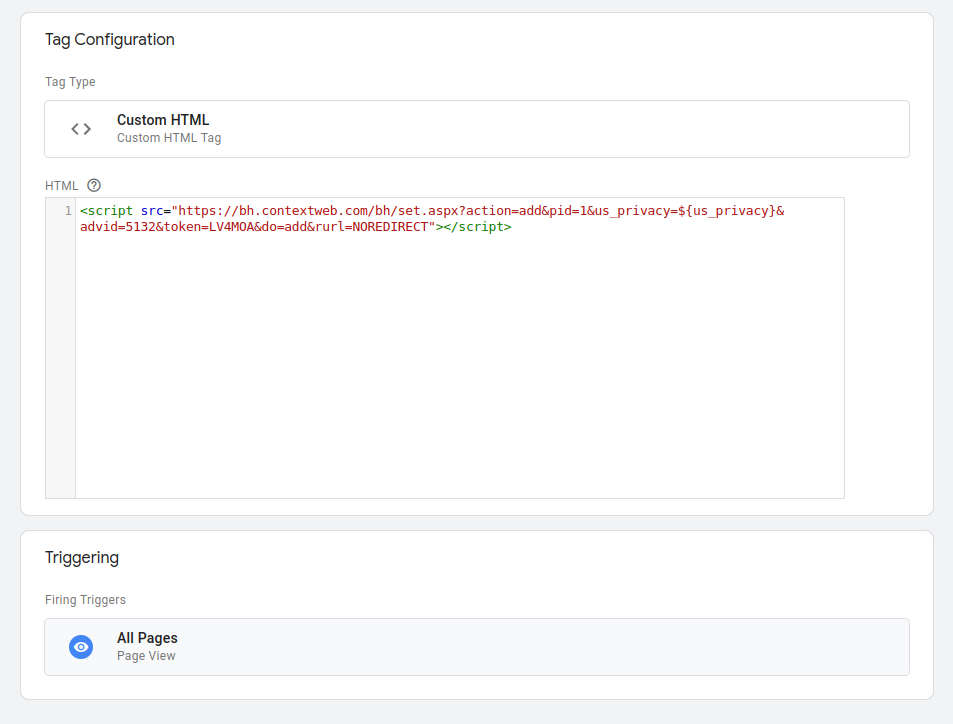 Tag Configuration
Tag Type
Custom HTML
Custom HTML Tag
HTML
1 <script src="https://bh.contextweb.com/bh/set.aspx?action=add&pid=1&us_privacy=${us_privacy}&
advid=5132&token=LV4MOA&do=add&rurl=NOREDIRECT"></script>
Triggering
Firing Triggers
All Pages
Page View